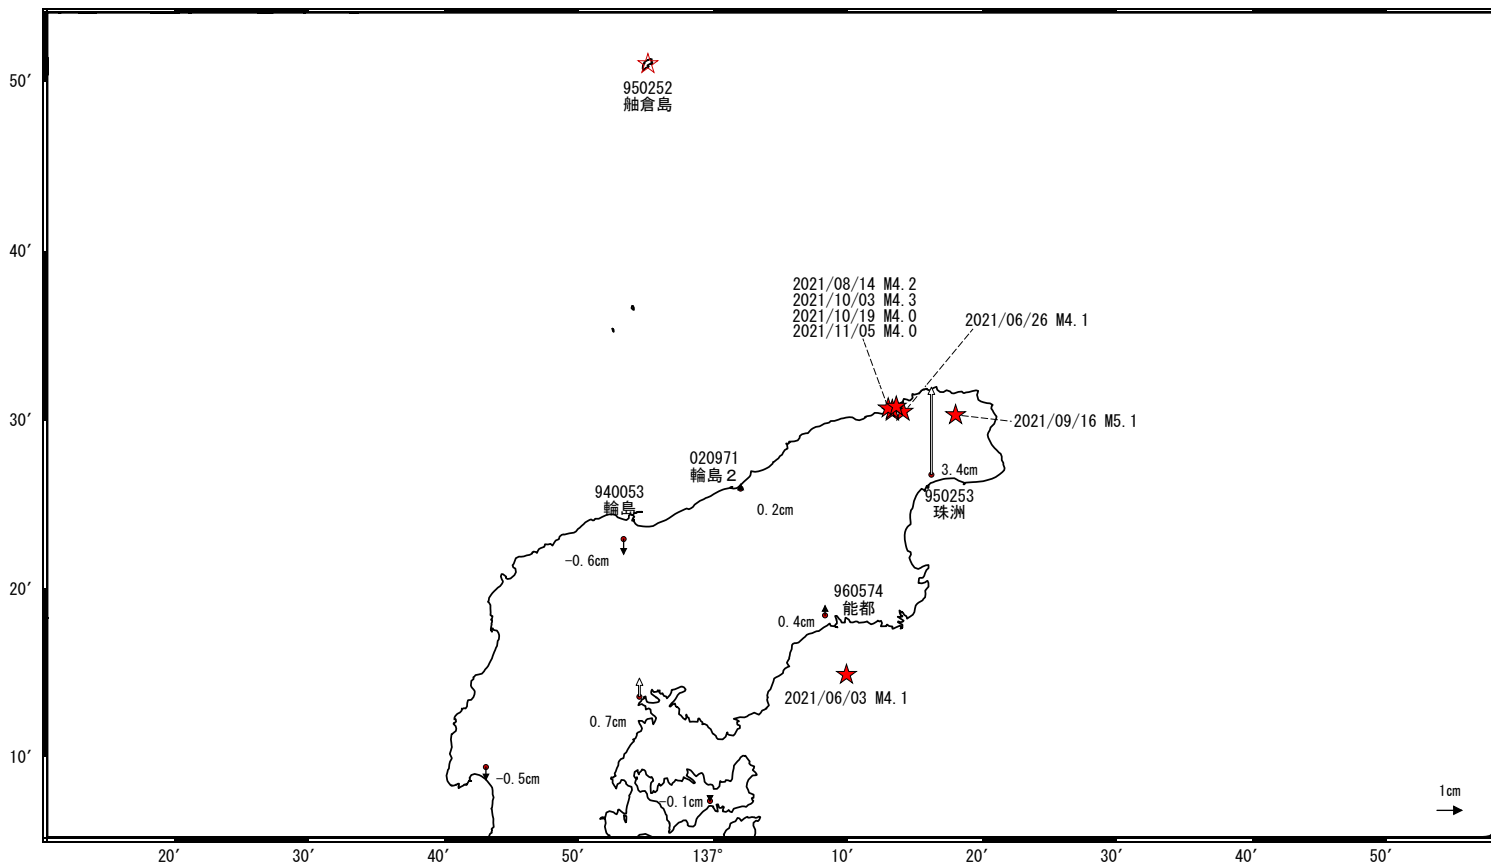 50′
950252
舳倉島
40′
2021/08/14 M4.2
2021/10/03 M4.3
2021/10/19 M4.0
2021/11/05 M4.0
2021/06/26 M4.1
30′
2021/09/16 M5.1
020971
輪島２
3.4cm
940053
輪島
950253
珠洲
0.2cm
-0.6cm
20′
960574
能都
0.4cm
2021/06/03 M4.1
0.7cm
10′
-0.5cm
-0.1cm
1cm
20′
30′
40′
50′
137°
10′
20′
30′
40′
50′